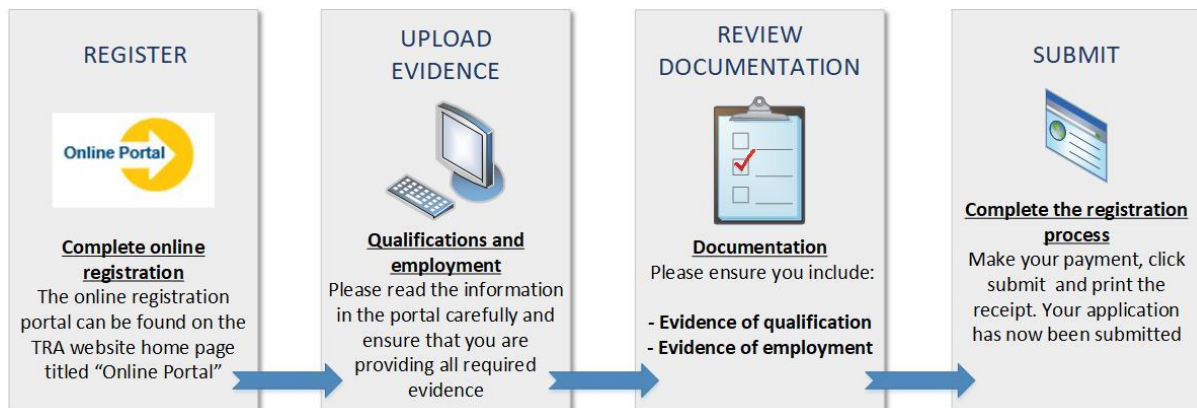 REGISTER
Online Portal
Complete online
registration
The online registration
portal can be found on the
TRA website home page
titled “Online Portal”
UPLOAD
EVIDENCE
Qualifications and
employment
Please read the information
in the portal carefully and
ensure that you are
providing all required
evidence
REVIEW
DOCUMENTATION
Documentation
Please ensure you include:
- Evidence of qualification
- Evidence of employment
SUBMIT
Complete the registration
process
Make your payment, click
submit and print the
receipt. Your application
has now been submitted